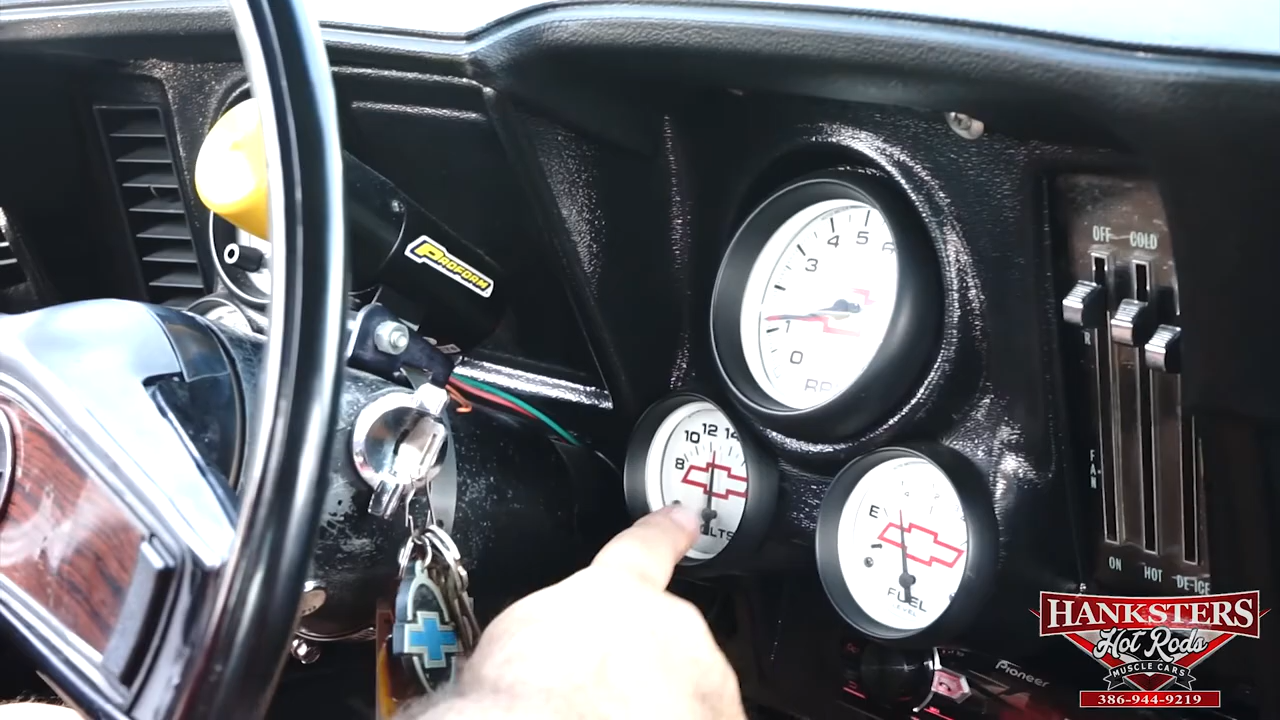 PROFORM
0 1 3 4 5
8 10 12 14
E
FUEL
LEVEL
OFF COLD
FAN
ON HOT DE-ICE
Pioneer
HANKSTERS
Hot Rods
MUSCLE CARS
386-944-9219